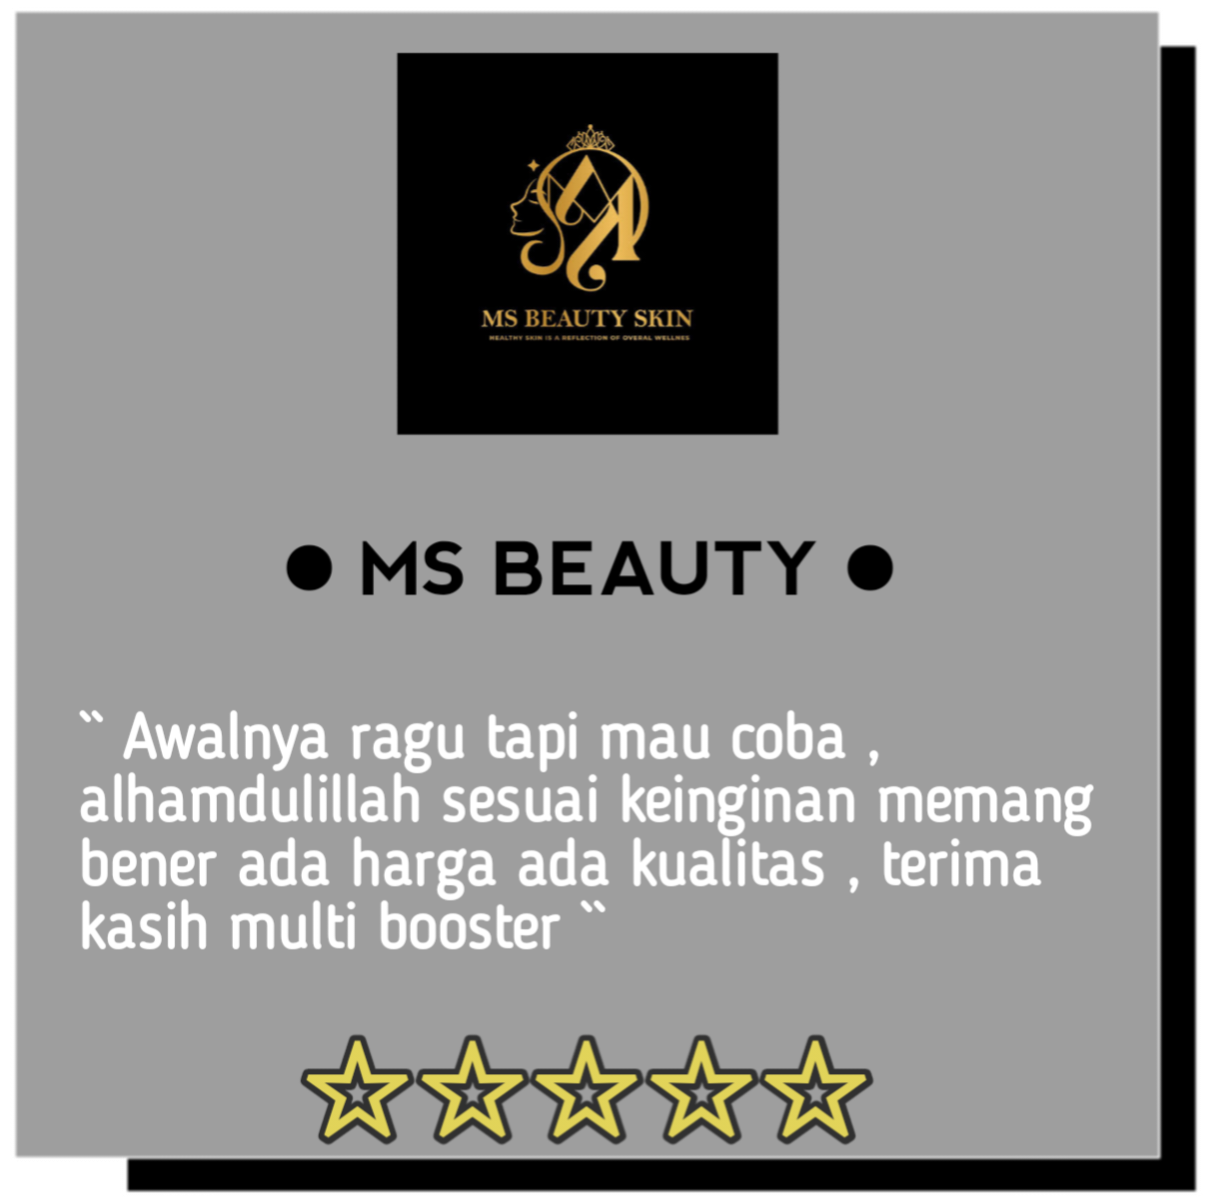 MS BEAUTY SKIN
HEALTHY SKIN IS A REFLECTION OF OVERAL WELLNES
● MS BEAUTY ●
`` Awalnya ragu tapi mau coba ,
alhamdulillah sesuai keinginan memang
bener ada harga ada kualitas , terima
kasih multi booster ``